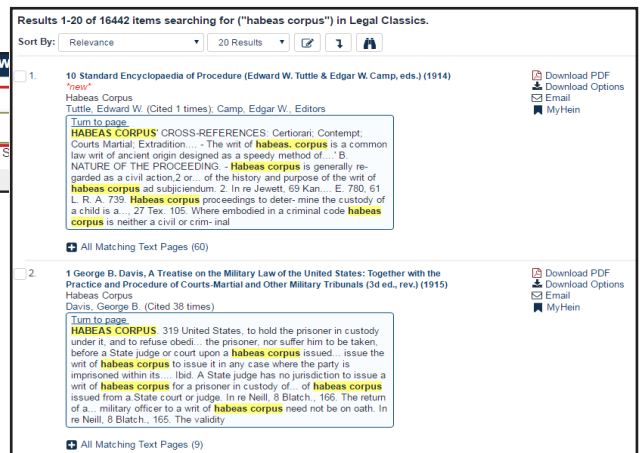 Results 1-20 of 16442 items searching for ("habeas corpus") in Legal Classics.
Sort By: Relevance 20 Results
1. 10 Standard Encyclopaedia of Procedure (Edward W. Tuttle & Edgar W. Camp, eds.) (1914)
*new*
Habeas Corpus
Tuttle, Edward W. (Cited 1 times); Camp, Edgar W., Editors
Turn to page
HABEAS CORPUS' CROSS-REFERENCES: Certiorari; Contempt;
Courts Martial; Extradition.... - The writ of habeas. corpus is a common
law writ of ancient origin designed as a speedy method of....' B.
NATURE OF THE PROCEEDING. - Habeas Corpus is generally re-
garded as a civil action,2 or... of the history and purpose of the writ of
habeas corpus ad subjiciendum. 2. In re Jewett, 69 Kan.... E. 780, 61
L. R. A. 739. Habeas Corpus proceedings to deter- mine the custody of
a child is a..., 27 Tex. 105. Where embodied in a criminal code habeas
corpus is neither a civil or crim- inal
All Matching Text Pages (60)
Download PDF
Download Options
Email
MyHein
2. 1 George B. Davis, A Treatise on the Military Law of the United States: Together with the
Practice and Procedure of Courts-Martial and Other Military Tribunals (3d ed., rev.) (1915)
Habeas Corpus
Davis, George B. (Cited 38 times)
Turn to page
HABEAS CORPUS. 319 United States, to hold the prisoner in custody
under it, and to refuse obedi... the prisoner, nor suffer him to be taken,
before a State judge or court upon a habeas corpus issued... issue the
writ of habeas corpus to issue it in any case where the party is
imprisoned within its.... Ibid. A State judge has no jurisdiction to issue a
writ of habeas corpus for a prisoner in custody of... of habeas corpus
issued from a.State court or judge. In re Neill, 8 Blatch., 166. The return
of a... military officer to a writ of habeas corpus need not be on oath. In
re Neill, 8 Blatch., 165. The validity
All Matching Text Pages (9)
Download PDF
Download Options
Email
MyHein